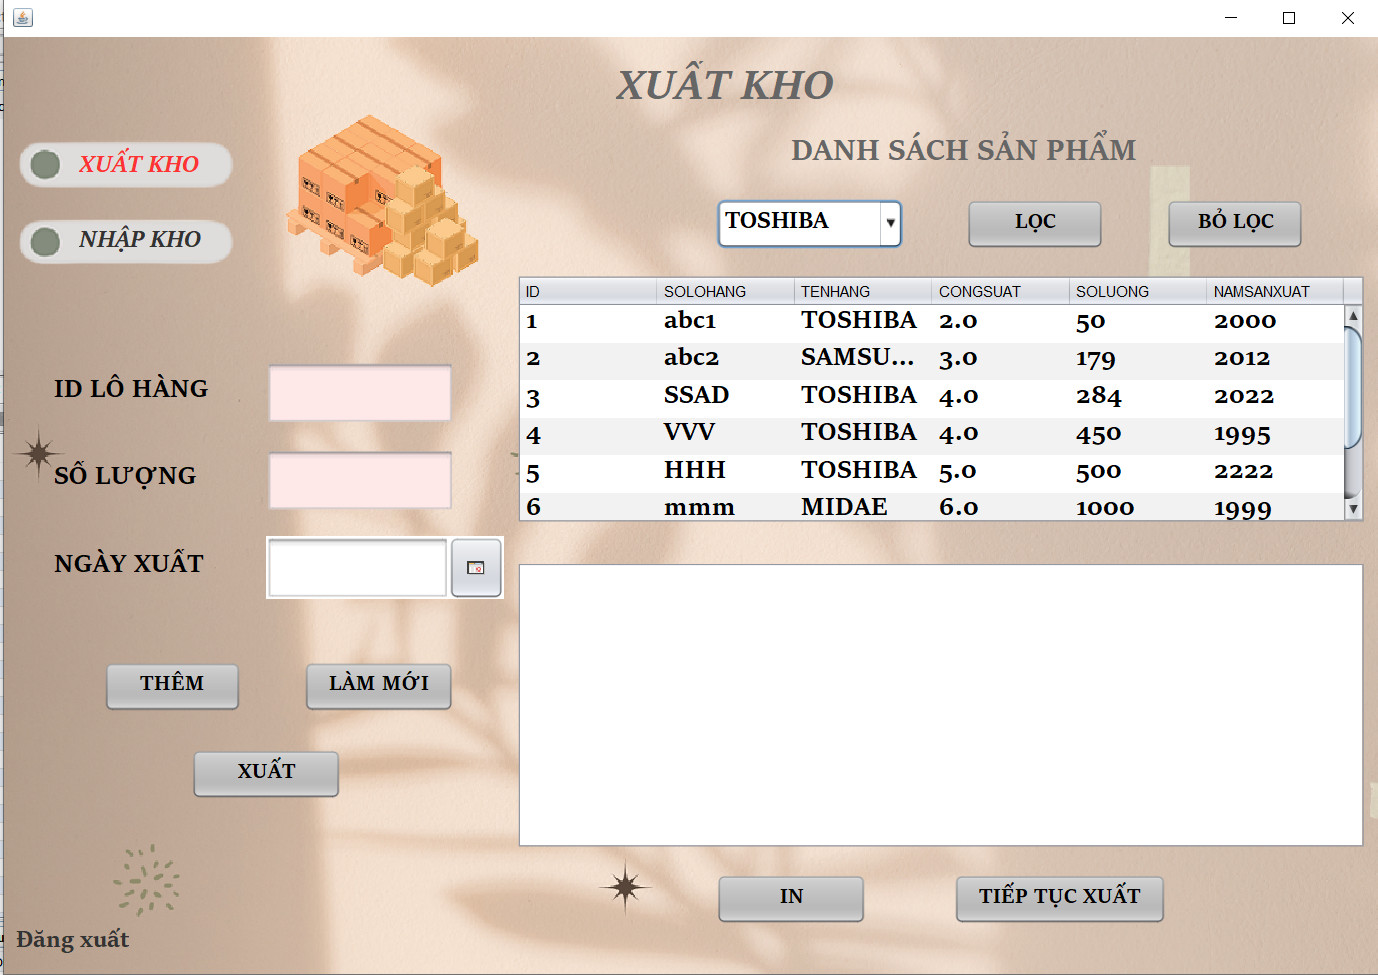 XUẤT KHO
DANH SÁCH SẢN PHẨM
XUẤT KHO
NHẬP KHO
TOSHIBA LỌC BỎ LỌC
ID SOLOHANG TENHANG CONGSUAT SOLUONG NAMSANXUAT
1 abc1 TOSHIBA 2.0 50 2000
2 abc2 SAMSU... 3.0 179 2012
3 SSAD TOSHIBA 4.0 284 2022
4 VVV TOSHIBA 4.0 450 1995
5 HHH TOSHIBA 5.0 500 2222
6 mmm MIDAE 6.0 1000 1999
ID LÔ HÀNG
SỐ LƯỢNG
NGÀY XUẤT
THÊM LÀM MỚI
XUẤT
IN TIẾP TỤC XUẤT
Đăng xuất